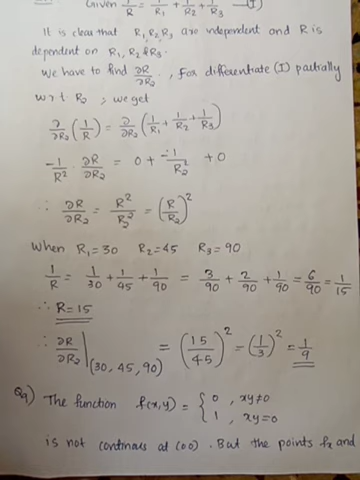 Given 1/R = 1/R₁ + 1/R₂ + 1/R₃ —(I)
It is clear that R₁, R₂, R₃ are independent and R is
dependent on R₁, R₂ & R₃.
We have to find ∂R/∂R₂, For differentiate (I) partially
w.r.t. R₂, we get
∂/∂R₂ (1/R) = ∂/∂R₂ (1/R₁ + 1/R₂ + 1/R₃)
-1/R² · ∂R/∂R₂ = 0 + -1/R₂² + 0
∴ ∂R/∂R₂ = R²/R₂² = (R/R₂)²
When R₁=30 R₂=45 R₃=90
1/R = 1/30 + 1/45 + 1/90 = 3/90 + 2/90 + 1/90 = 6/90 = 1/15
∴ R=15
∴ ∂R/∂R₂ |(30, 45, 90) = (15/45)² = (1/3)² = 1/9
Q9) The function f(x,y) = { 0 , xy≠0
1 , xy=0
is not continous at (00). But the points fx and